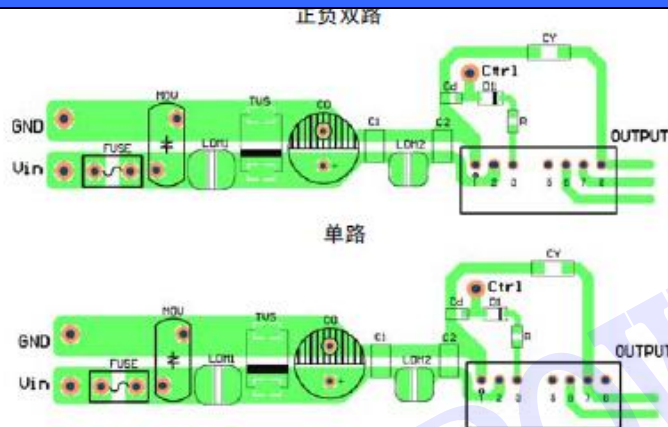 正负双路
CY
Ctrl
MOV
TVS
C0
Cd
D1
C1
C2
R
GND
LDM1
LDM2
OUTPUT
FUSE
Vin
+
1 2 3 5 6 7 8
单路
CY
Ctrl
MOV
TVS
C0
Cd
D1
C1
C2
R
GND
LDM1
LDM2
OUTPUT
FUSE
Vin
+
1 2 3 5 6 7 8